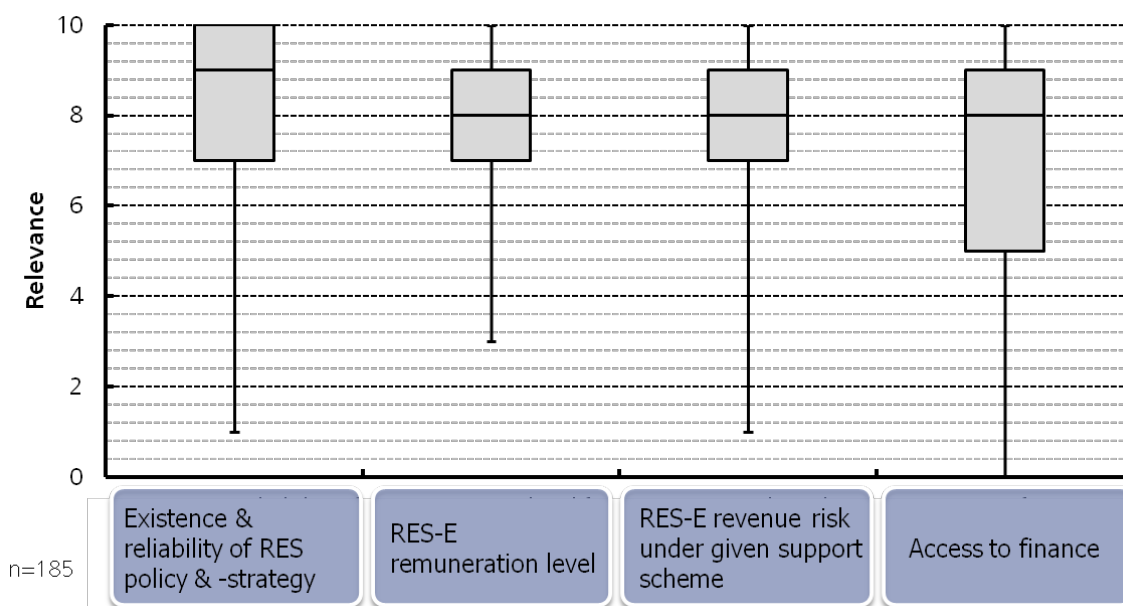 10
8
6
4
2
0
Relevance
n=185
Existence &
reliability of RES
policy & -strategy
RES-E
remuneration level
RES-E revenue risk
under given support
scheme
Access to finance